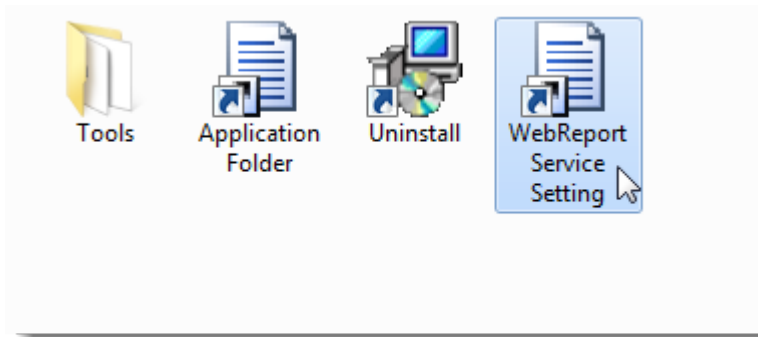 Tools
Application
Folder
Uninstall
WebReport
Service
Setting